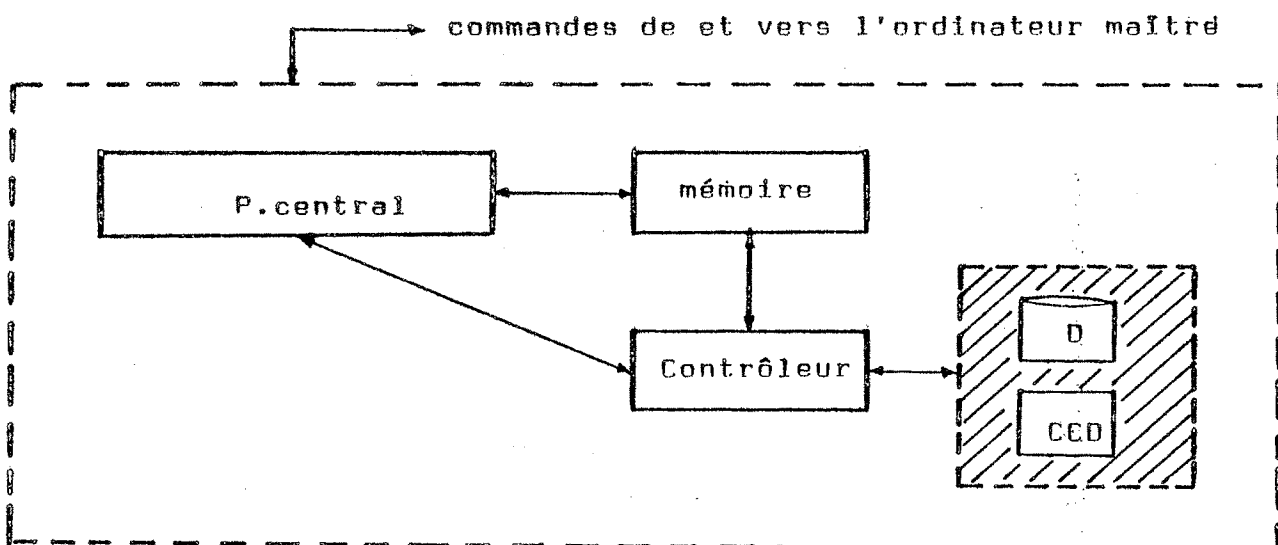 commandes de et vers l'ordinateur maître
P.central
mémoire
Contrôleur
D
CCD